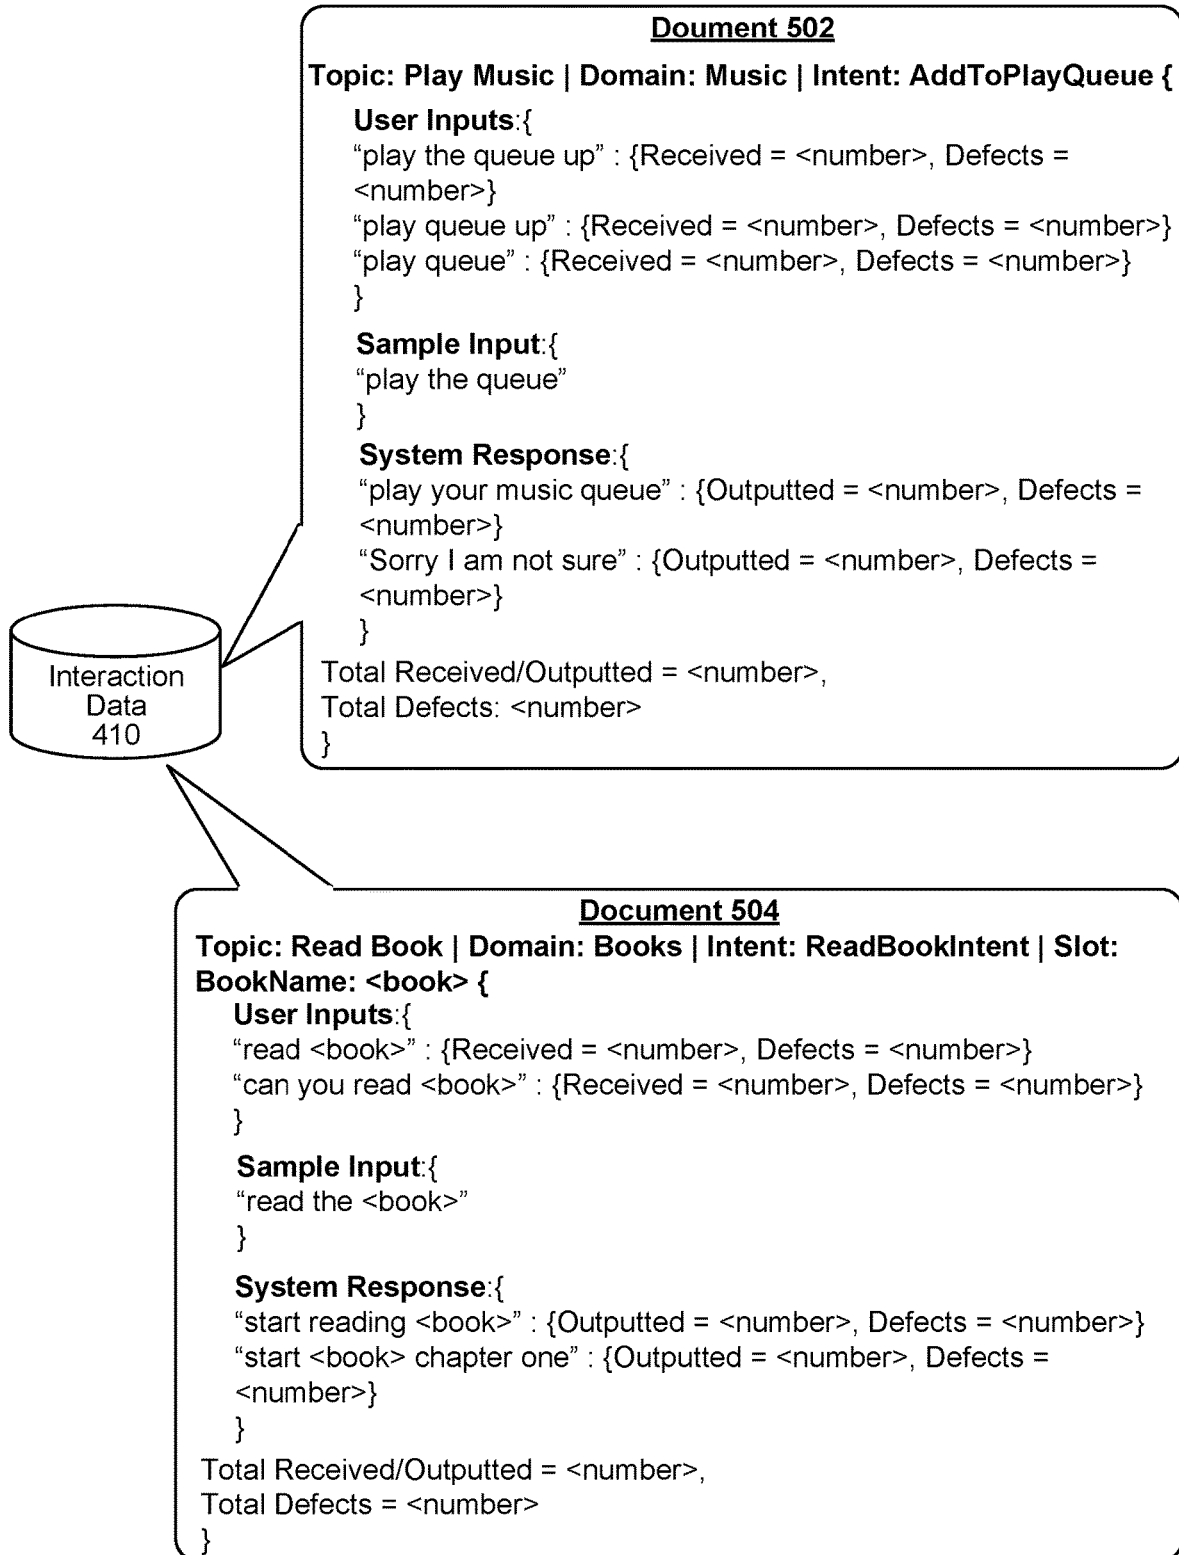 Doument 502
Topic: Play Music | Domain: Music | Intent: AddToPlayQueue {
User Inputs:{
“play the queue up” : {Received = <number>, Defects =
<number>}
“play queue up” : {Received = <number>, Defects = <number>}
“play queue” : {Received = <number>, Defects = <number>}
}
Sample Input:{
“play the queue”
}
System Response:{
“play your music queue” : {Outputted = <number>, Defects =
<number>}
“Sorry I am not sure” : {Outputted = <number>, Defects =
<number>}
}
Total Received/Outputted = <number>,
Total Defects: <number>
}
Interaction
Data
410
Document 504
Topic: Read Book | Domain: Books | Intent: ReadBookIntent | Slot:
BookName: <book> {
User Inputs:{
“read <book>” : {Received = <number>, Defects = <number>}
“can you read <book>” : {Received = <number>, Defects = <number>}
}
Sample Input:{
“read the <book>”
}
System Response:{
“start reading <book>” : {Outputted = <number>, Defects = <number>}
“start <book> chapter one” : {Outputted = <number>, Defects =
<number>}
}
Total Received/Outputted = <number>,
Total Defects = <number>
}